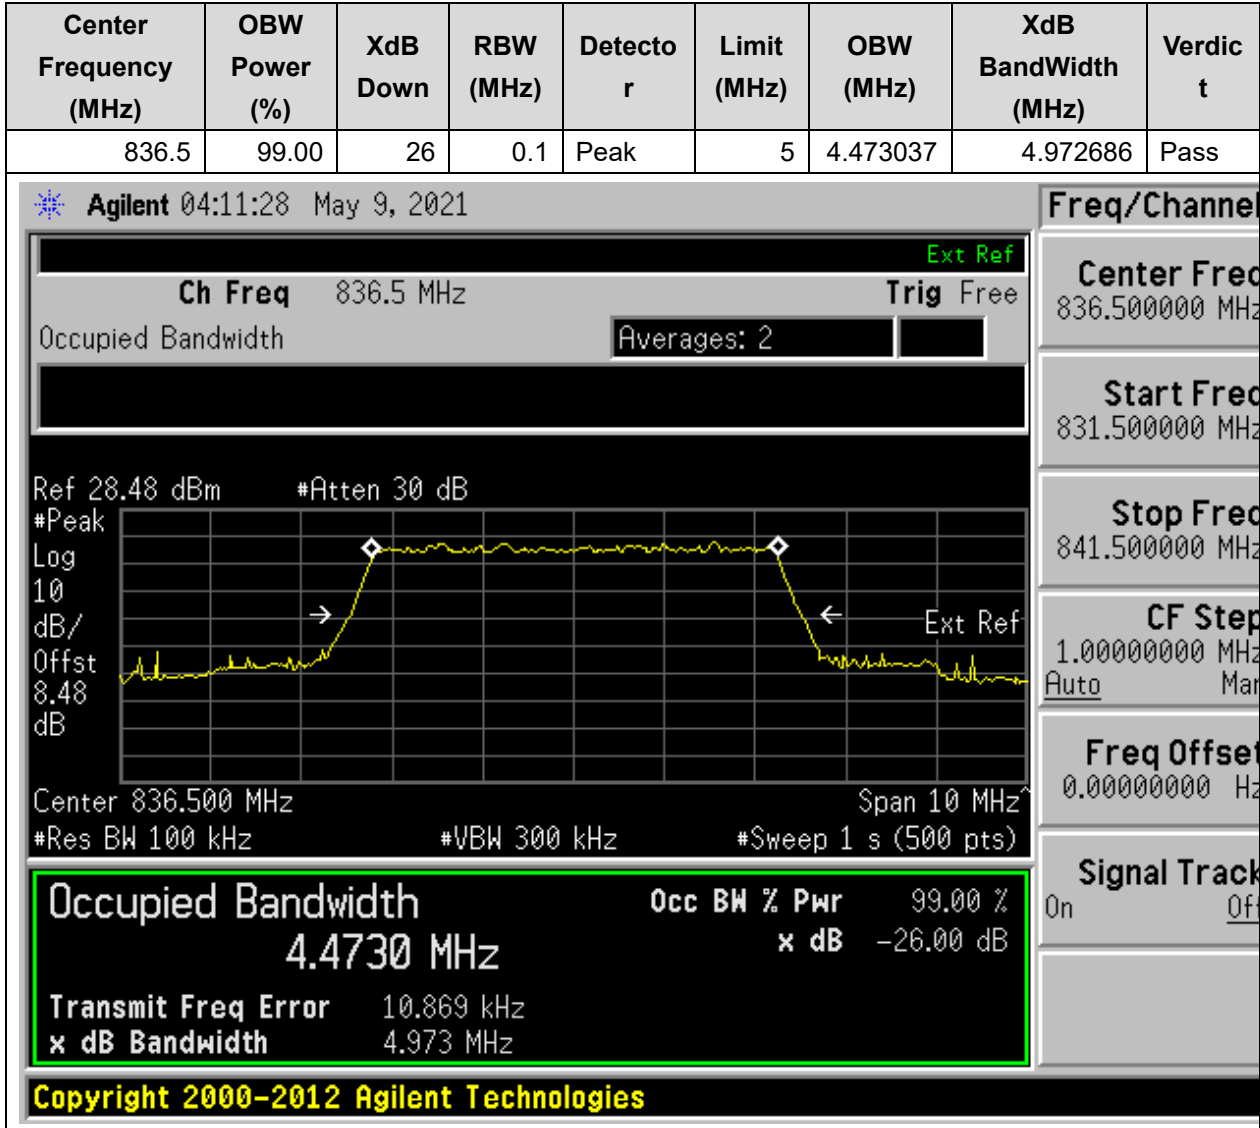 Center Frequency (MHz) OBW Power (%) XdB Down RBW (MHz) Detecto r Limit (MHz) OBW (MHz) XdB BandWidth (MHz) Verdic t
836.5 99.00 26 0.1 Peak 5 4.473037 4.972686 Pass
Agilent 04:11:28 May 9, 2021
Freq/Channel
Ext Ref
Ch Freq 836.5 MHz Trig Free
Occupied Bandwidth Averages: 2
Center Freq
836.500000 MHz
Start Freq
831.500000 MHz
Stop Freq
841.500000 MHz
CF Step
1.00000000 MHz
Auto Man
Freq Offset
0.00000000 Hz
Signal Track
On Off
Ref 28.48 dBm #Atten 30 dB
#Peak
Log
10
dB/
Offst
8.48
dB
Ext Ref
Center 836.500 MHz Span 10 MHz^
#Res BW 100 kHz #VBW 300 kHz #Sweep 1 s (500 pts)
Occupied Bandwidth Occ BW % Pwr 99.00 %
4.4730 MHz x dB -26.00 dB
Transmit Freq Error 10.869 kHz
x dB Bandwidth 4.973 MHz
Copyright 2000-2012 Agilent Technologies